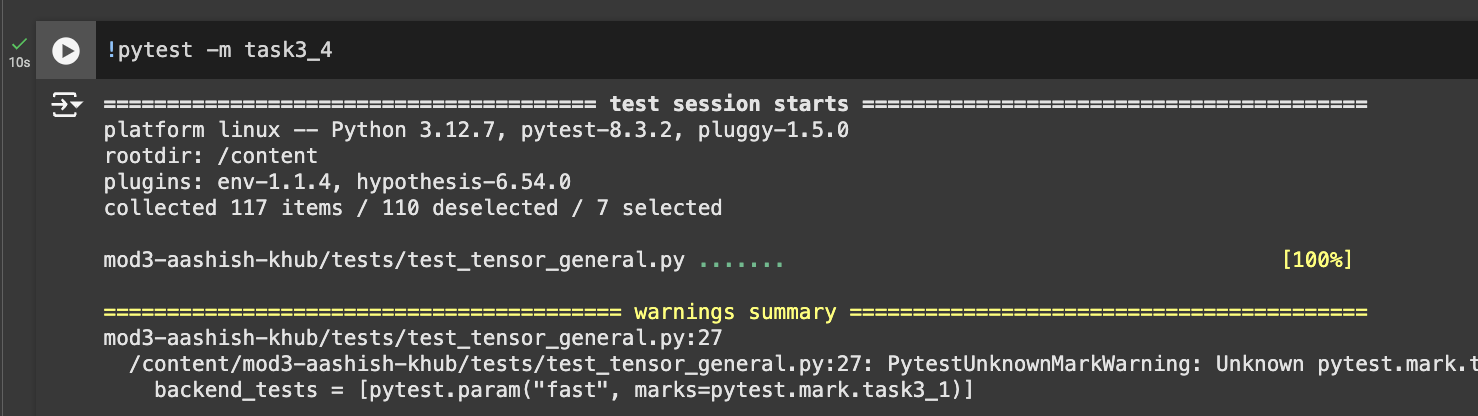 10s
!pytest -m task3_4
====================================== test session starts =======================================
platform linux -- Python 3.12.7, pytest-8.3.2, pluggy-1.5.0
rootdir: /content
plugins: env-1.1.4, hypothesis-6.54.0
collected 117 items / 110 deselected / 7 selected
mod3-aashish-khub/tests/test_tensor_general.py ....... [100%]
======================================== warnings summary ========================================
mod3-aashish-khub/tests/test_tensor_general.py:27
/content/mod3-aashish-khub/tests/test_tensor_general.py:27: PytestUnknownMarkWarning: Unknown pytest.mark.t
backend_tests = [pytest.param("fast", marks=pytest.mark.task3_1)]